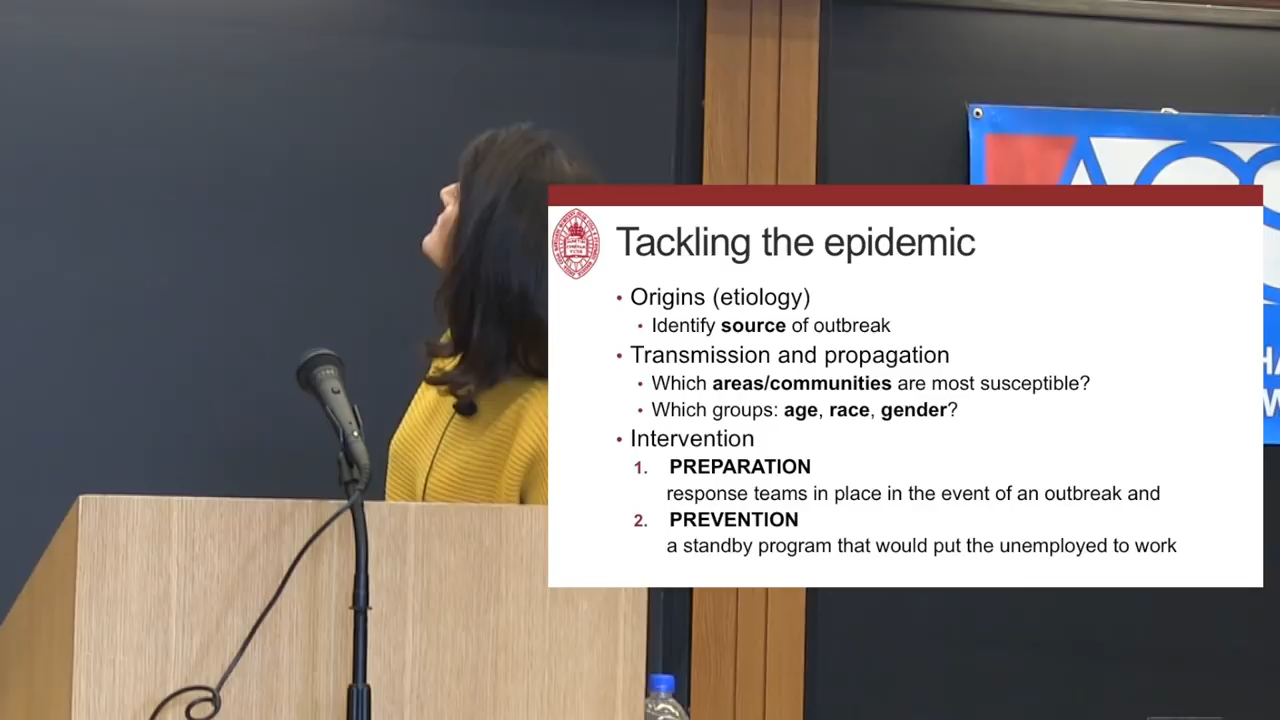 Tackling the epidemic
• Origins (etiology)
• Identify source of outbreak
• Transmission and propagation
• Which areas/communities are most susceptible?
• Which groups: age, race, gender?
• Intervention
1. PREPARATION
response teams in place in the event of an outbreak and
2. PREVENTION
a standby program that would put the unemployed to work